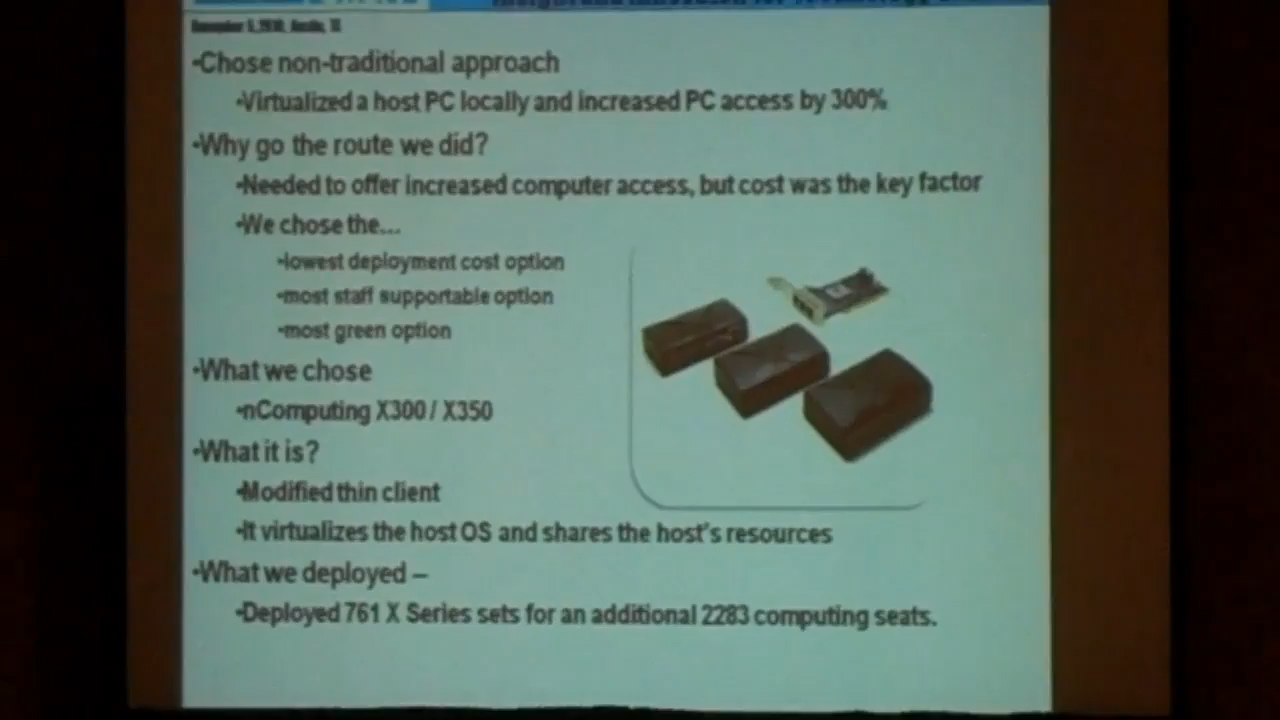 •Chose non-traditional approach
•Virtualized a host PC locally and increased PC access by 300%
•Why go the route we did?
•Needed to offer increased computer access, but cost was the key factor
•We chose the...
•lowest deployment cost option
•most staff supportable option
•most green option
•What we chose
•nComputing X300 / X350
•What it is?
•Modified thin client
•It virtualizes the host OS and shares the host's resources
•What we deployed –
•Deployed 761 X Series sets for an additional 2283 computing seats.